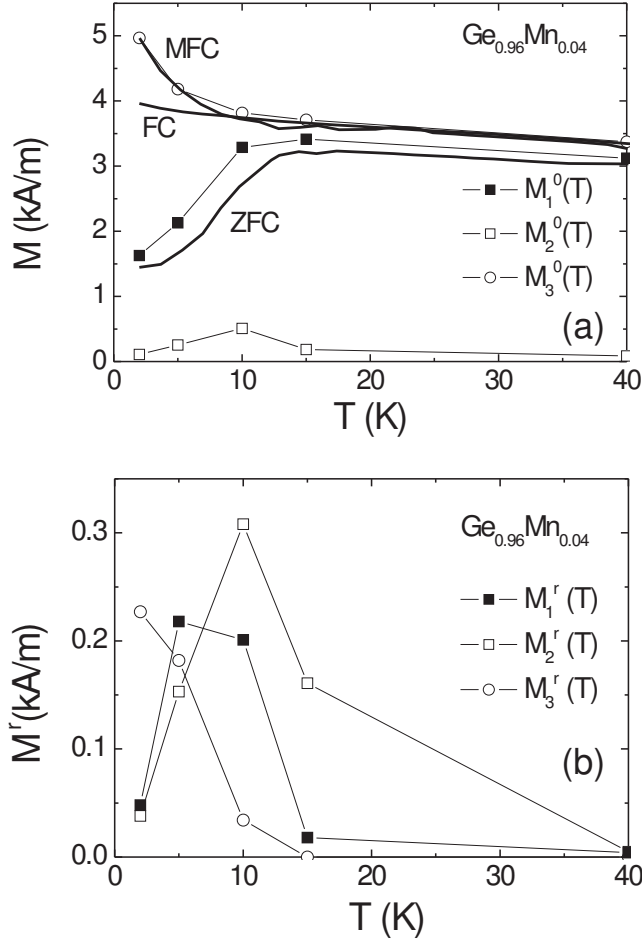 5
4
3
2
1
0
M (kA/m)
MFC
FC
ZFC
Ge0.96Mn0.04
M1^0(T)
M2^0(T)
M3^0(T)
(a)
0 10 20 30 40
T (K)
0.3
0.2
0.1
0.0
M^r(kA/m)
Ge0.96Mn0.04
M1^r (T)
M2^r (T)
M3^r (T)
(b)
0 10 20 30 40
T (K)